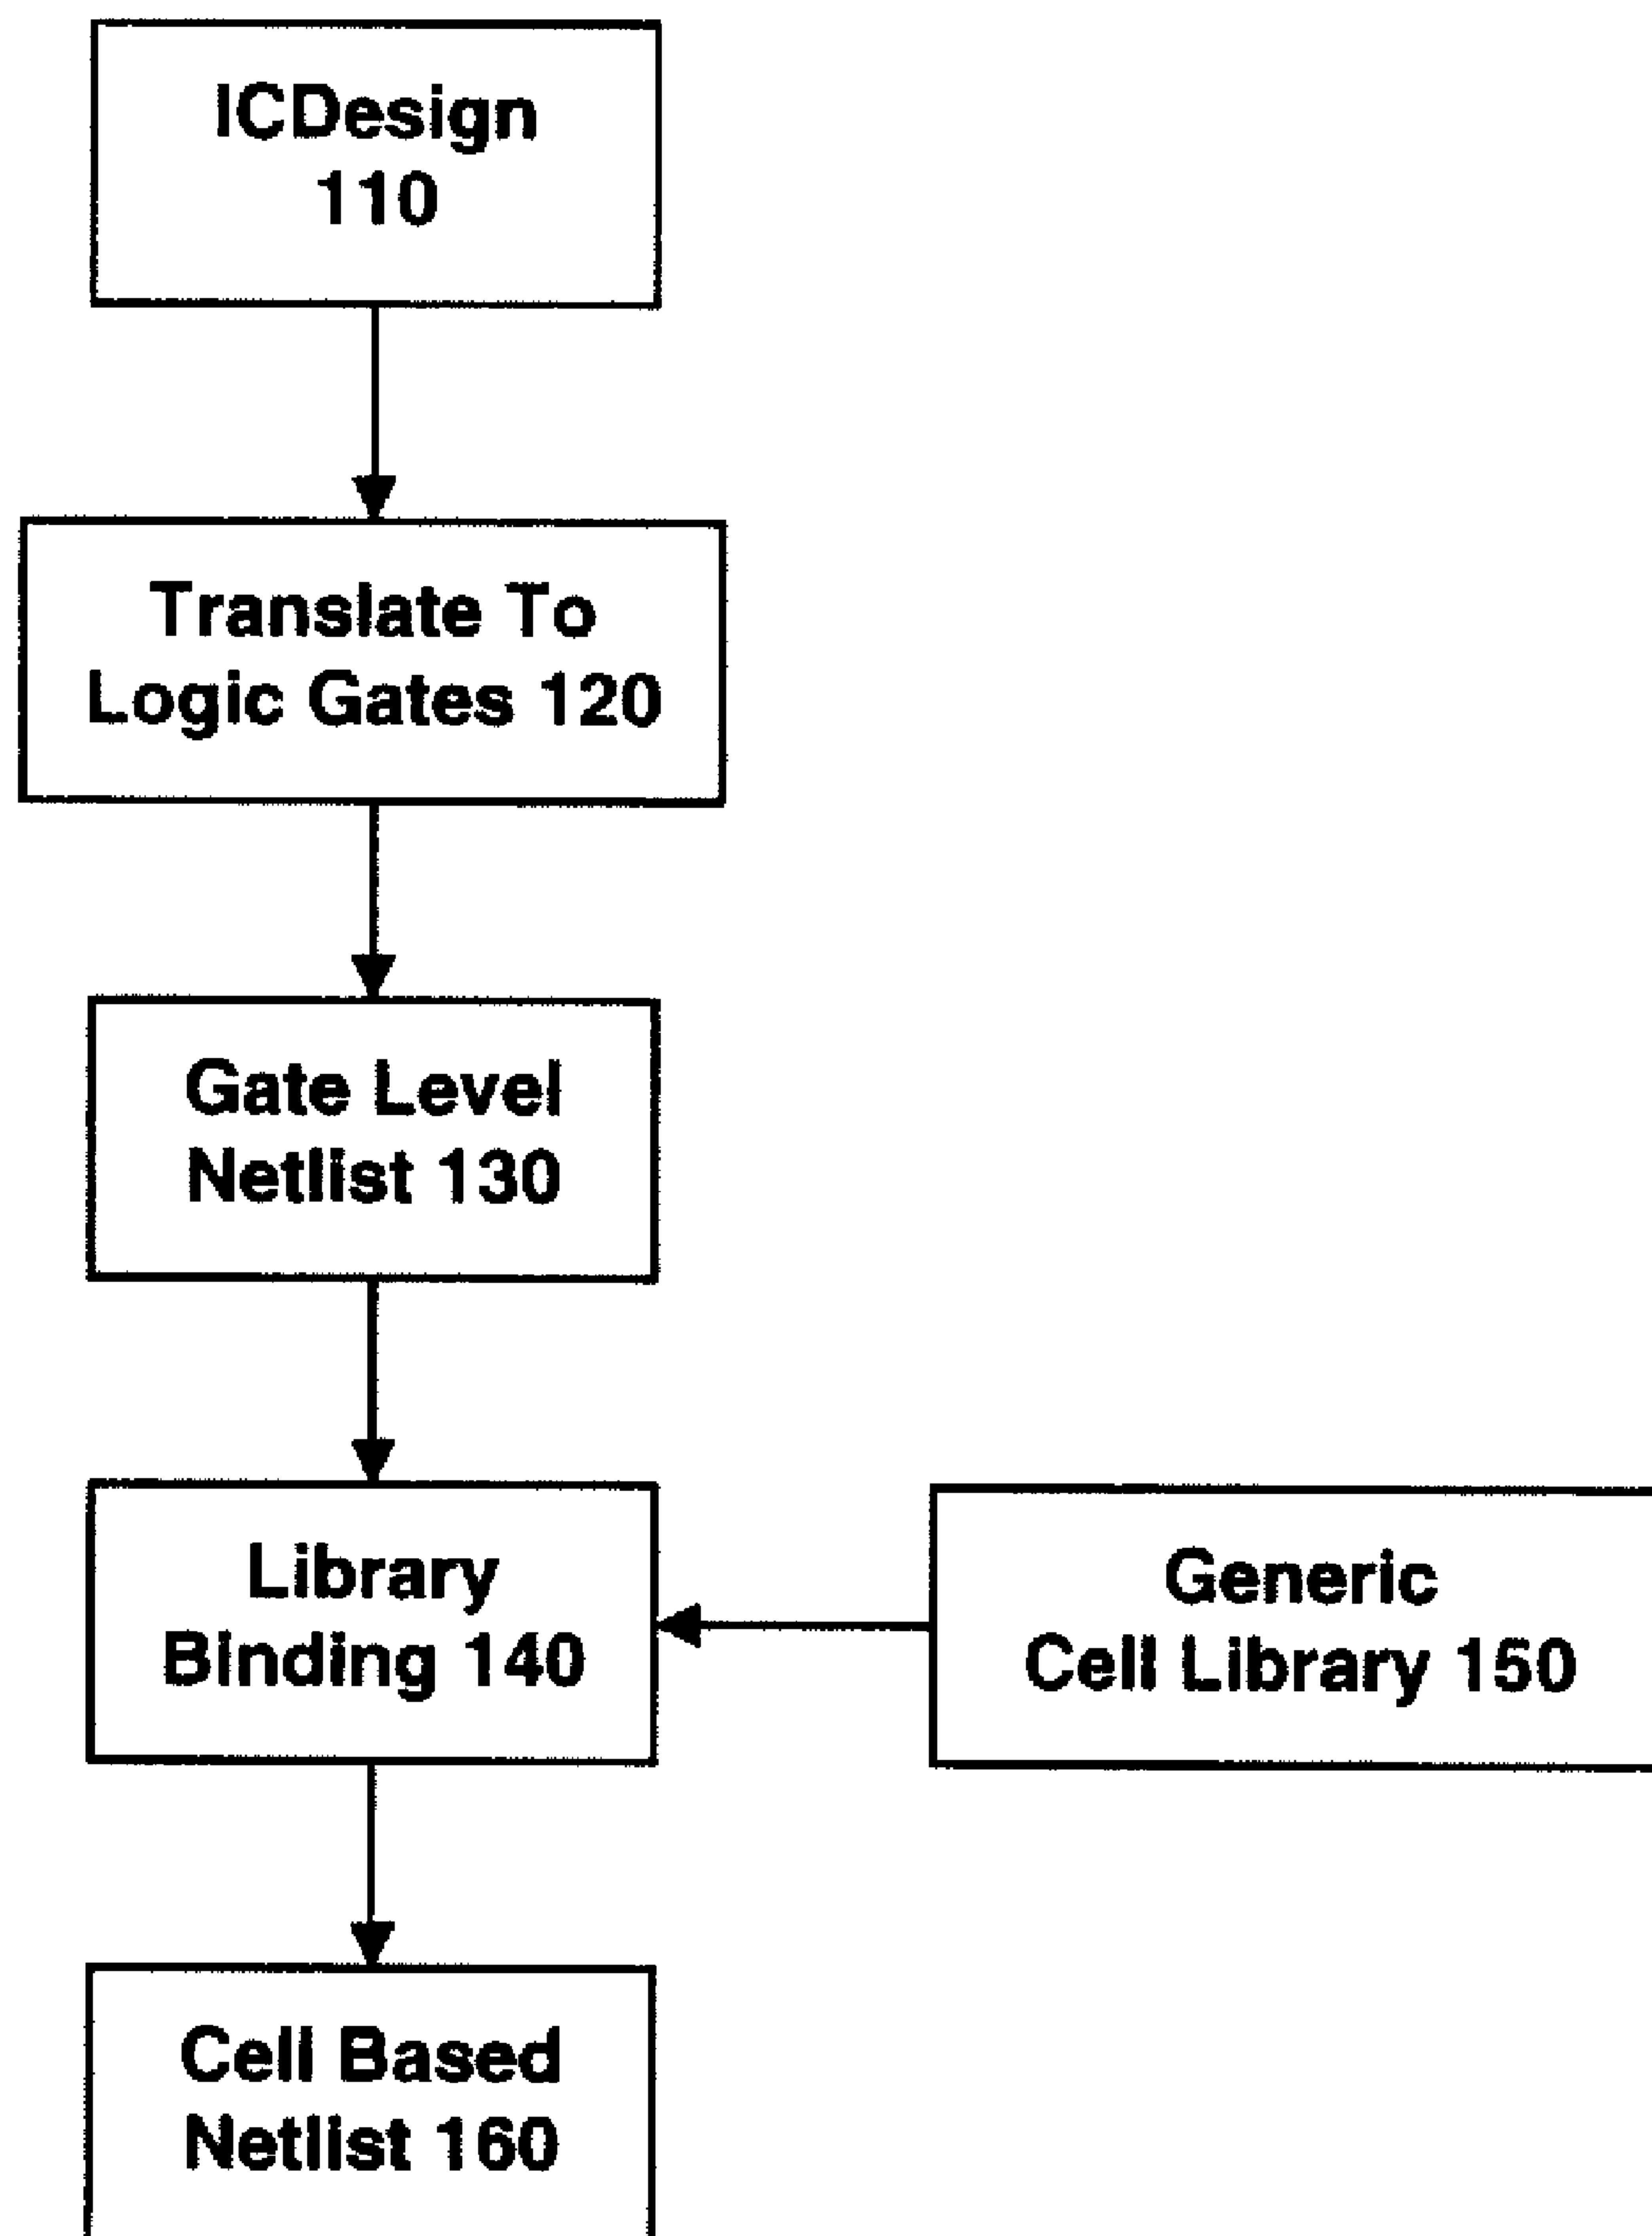 ICDesign
110
Translate To
Logic Gates 120
Gate Level
Netlist 130
Library
Binding 140
Generic
Cell Library 150
Cell Based
Netlist 160